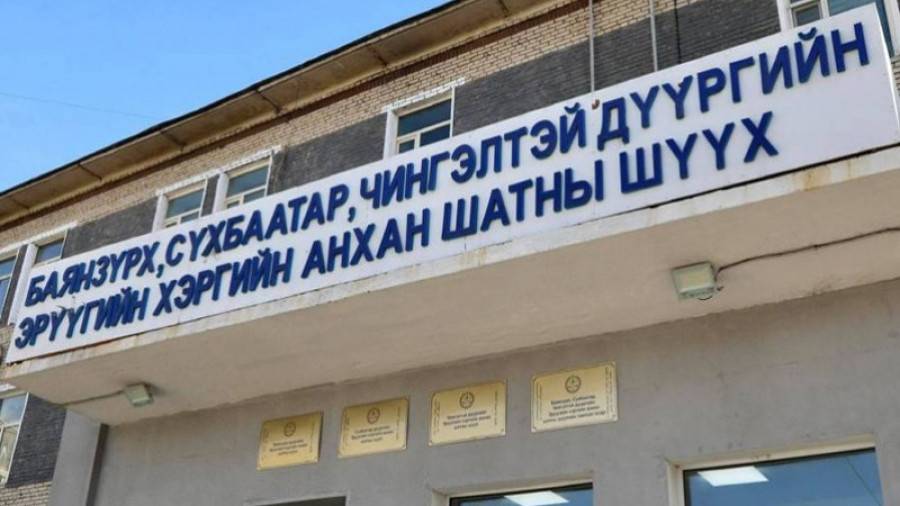 БАЯНЗҮРХ, СҮХБААТАР, ЧИНГЭЛТЭЙ ДҮҮРГИЙН
ЭРҮҮГИЙН ХЭРГИЙН АНХАН ШАТНЫ ШҮҮХ